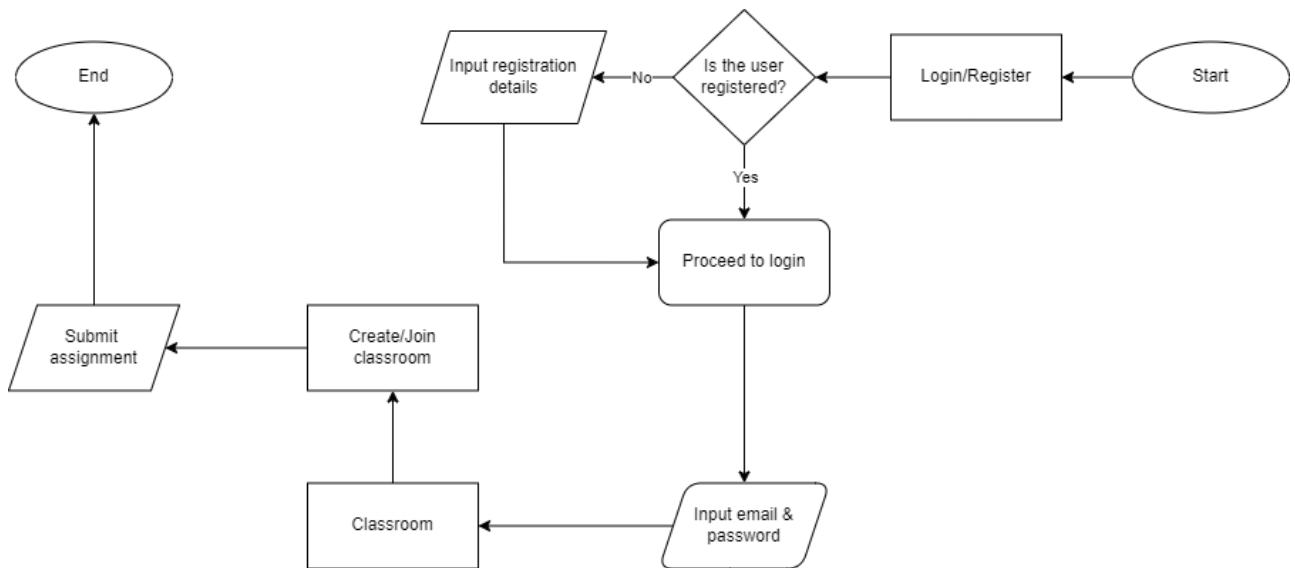 Start
Login/Register
Is the user
registered?
No
Input registration
details
Yes
Proceed to login
Input email &
password
Classroom
Create/Join
classroom
Submit
assignment
End